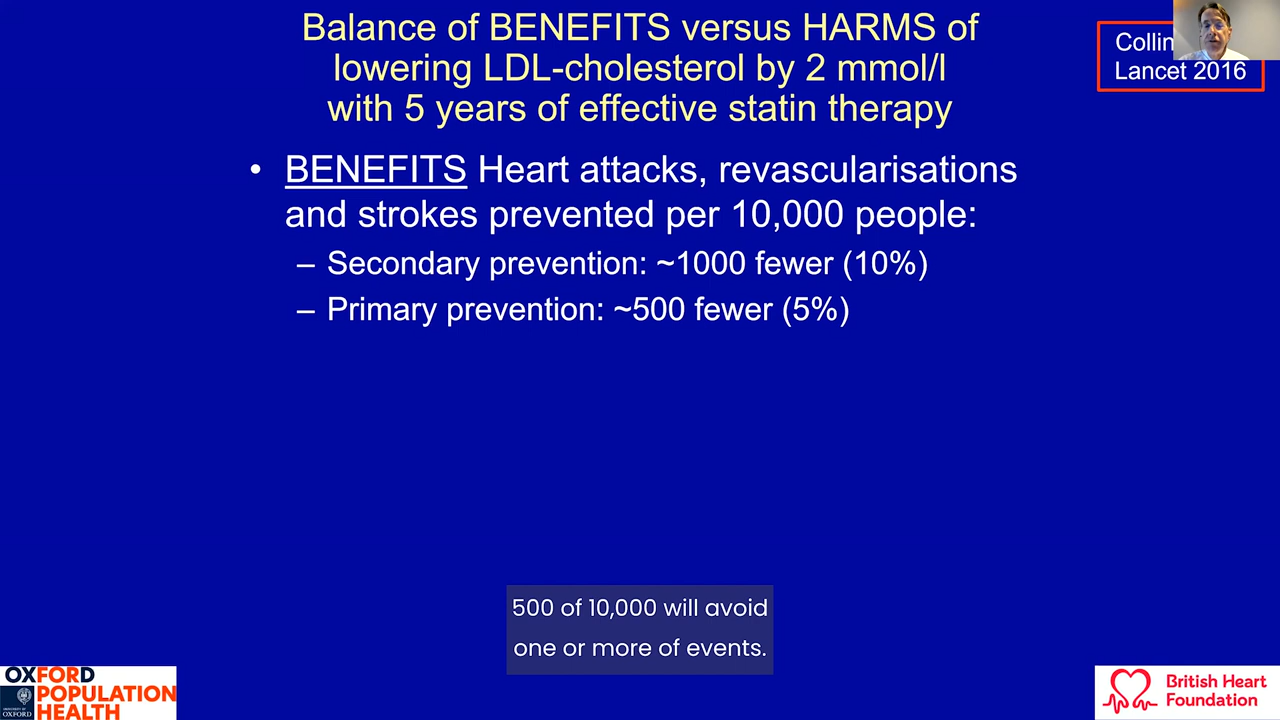 Balance of BENEFITS versus HARMS of
lowering LDL-cholesterol by 2 mmol/l
with 5 years of effective statin therapy
Lancet 2016
• BENEFITS Heart attacks, revascularisations
and strokes prevented per 10,000 people:
– Secondary prevention: ~1000 fewer (10%)
– Primary prevention: ~500 fewer (5%)
500 of 10,000 will avoid
one or more of events.
OXFORD
POPULATION
HEALTH
UNIVERSITY OF
OXFORD
British Heart
Foundation